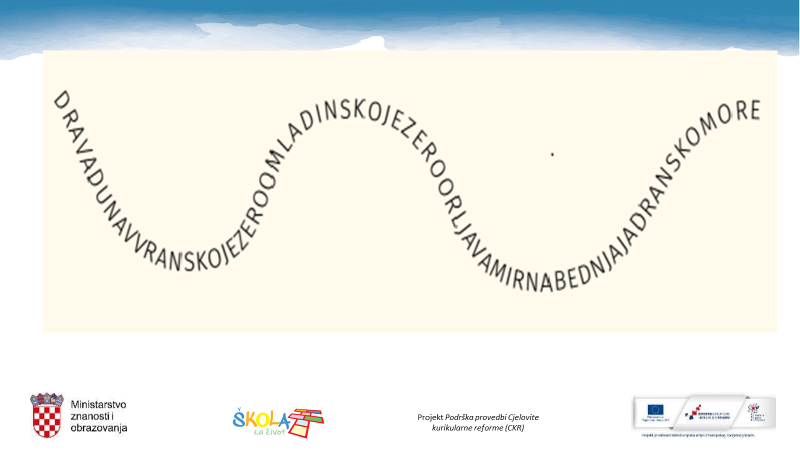 DRAVADUNAVVRANSKOJEZEROOMLADINSKOJEZEROORLJAVAMIRNABEDNJAJADRANSKOMORE
Ministarstvo
znanosti i
obrazovanja
ŠKOLA
za život
Projekt Podrška provedbi Cjelovite
kurikularne reforme (CKR)